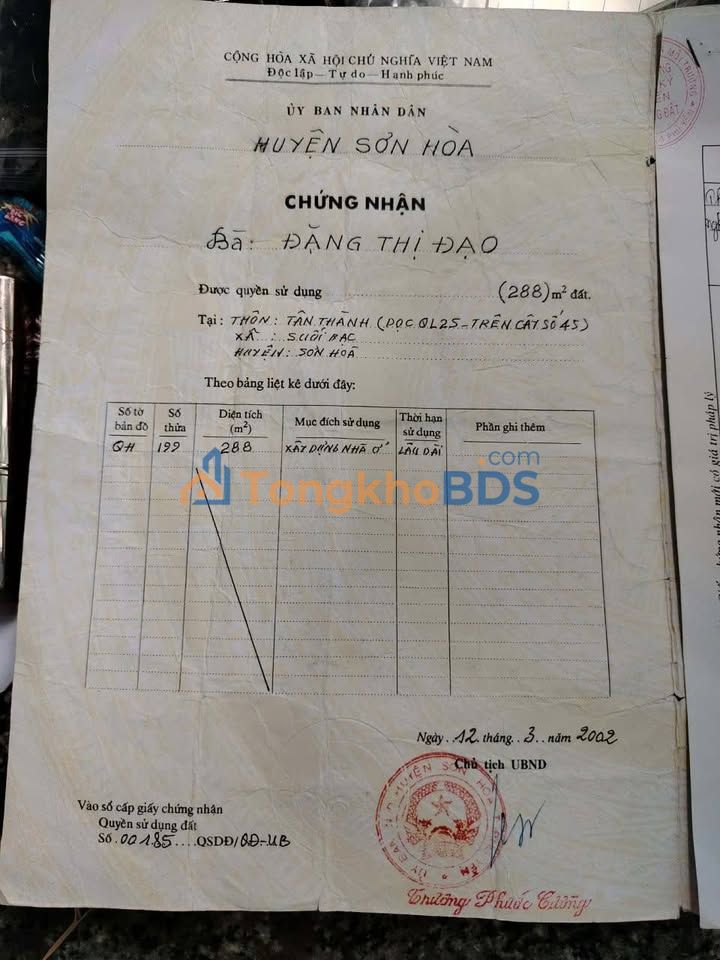 CỘNG HÒA XÃ HỘI CHỦ NGHĨA VIỆT NAM
Độc lập - Tự do - Hạnh phúc
ỦY BAN NHÂN DÂN
HUYỆN SƠN HÒA
CHỨNG NHẬN
Bà: ĐẶNG THỊ ĐẠO
Được quyền sử dụng (288) m² đất.
Tại: THÔN: TÂN THÀNH (DỌC QL25 - TRÊN CÂY SỐ 45)
XÃ: SUỐI BẠC
HUYỆN: SƠN HOÀ
Theo bảng liệt kê dưới đây:
Số tờ bản đồ Số thửa Diện tích (m²) Mục đích sử dụng Thời hạn sử dụng Phần ghi thêm
QH 199 288 XÂY DỰNG NHÀ Ở LÂU DÀI
TongkhoBDS.com
Ngày 12 tháng 3 năm 2002
Chủ tịch UBND
Vào sổ cấp giấy chứng nhận
Quyền sử dụng đất
Số 00185 QSDĐ/QĐ-UB
HUYỆN SƠN HÒA